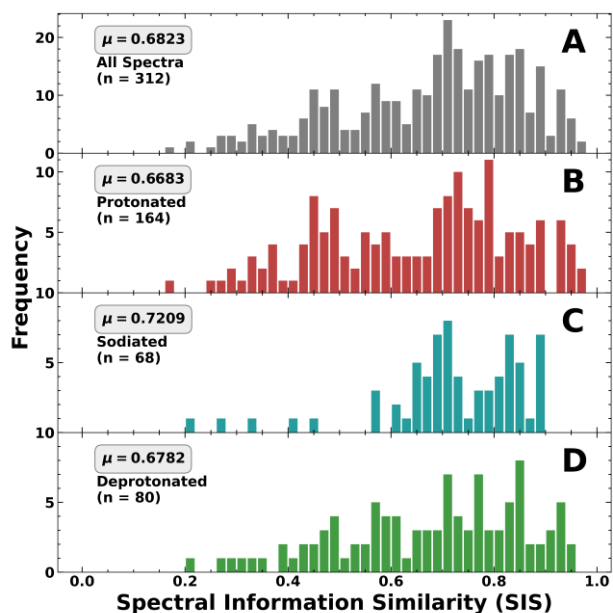 20
10
0
μ = 0.6823
All Spectra
(n = 312)
A
10
5
10
μ = 0.6683
Protonated
(n = 164)
B
Frequency
5
10
μ = 0.7209
Sodiated
(n = 68)
C
5
0
μ = 0.6782
Deprotonated
(n = 80)
D
0.0 0.2 0.4 0.6 0.8 1.0
Spectral Information Similarity (SIS)